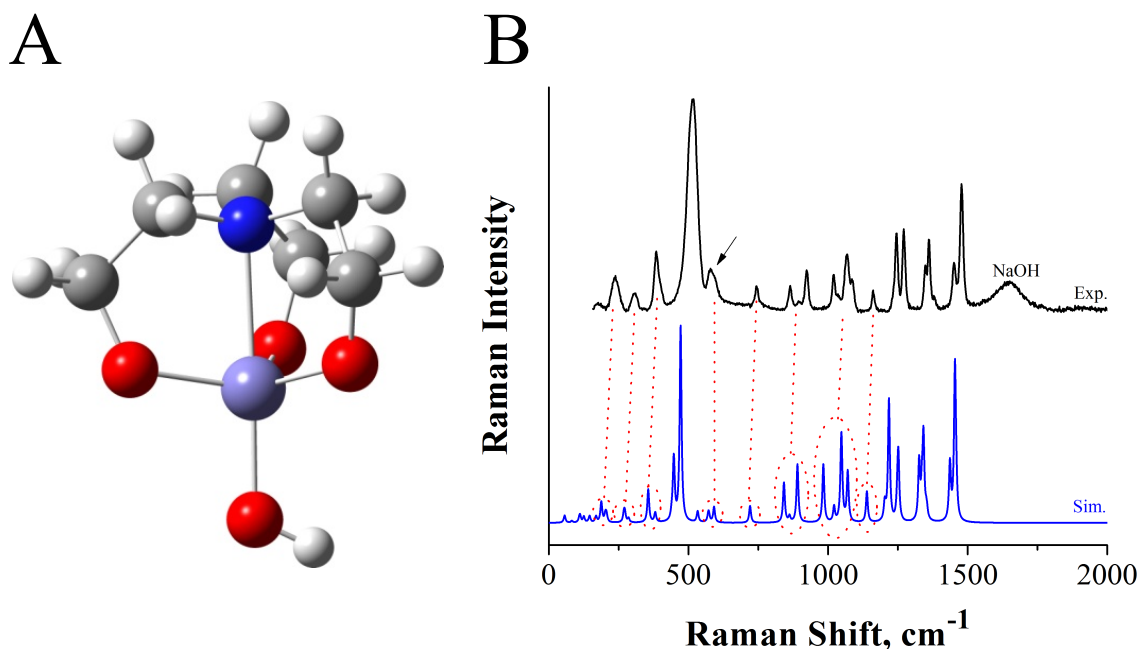 A
B
Raman Intensity
NaOH
Exp.
Sim.
0 500 1000 1500 2000
Raman Shift, cm-1